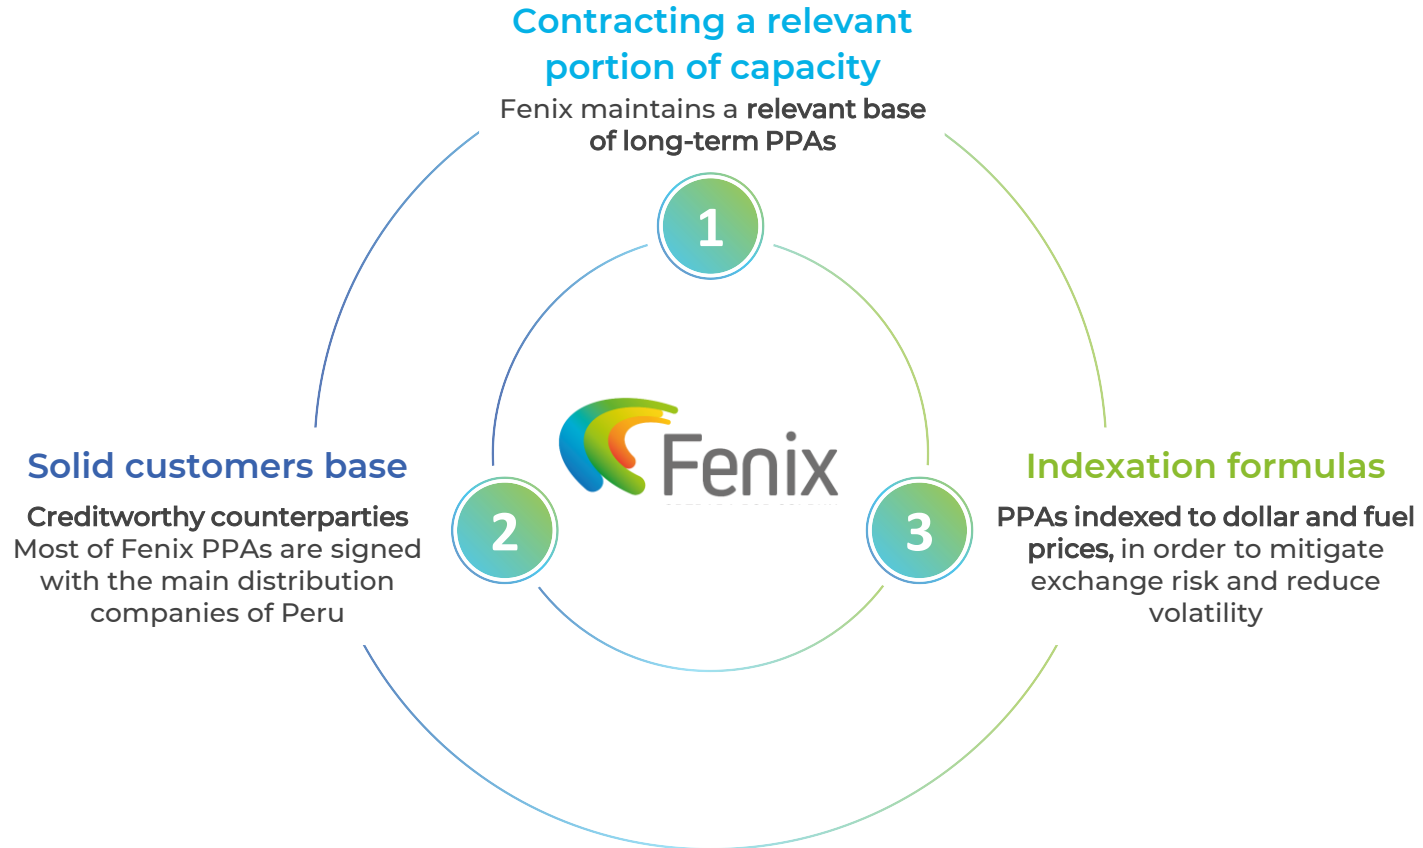 Contracting a relevant
portion of capacity
Fenix maintains a relevant base
of long-term PPAs
1
Solid customers base
Creditworthy counterparties
Most of Fenix PPAs are signed
with the main distribution
companies of Peru
2
Fenix
3
Indexation formulas
PPAs indexed to dollar and fuel
prices, in order to mitigate
exchange risk and reduce
volatility